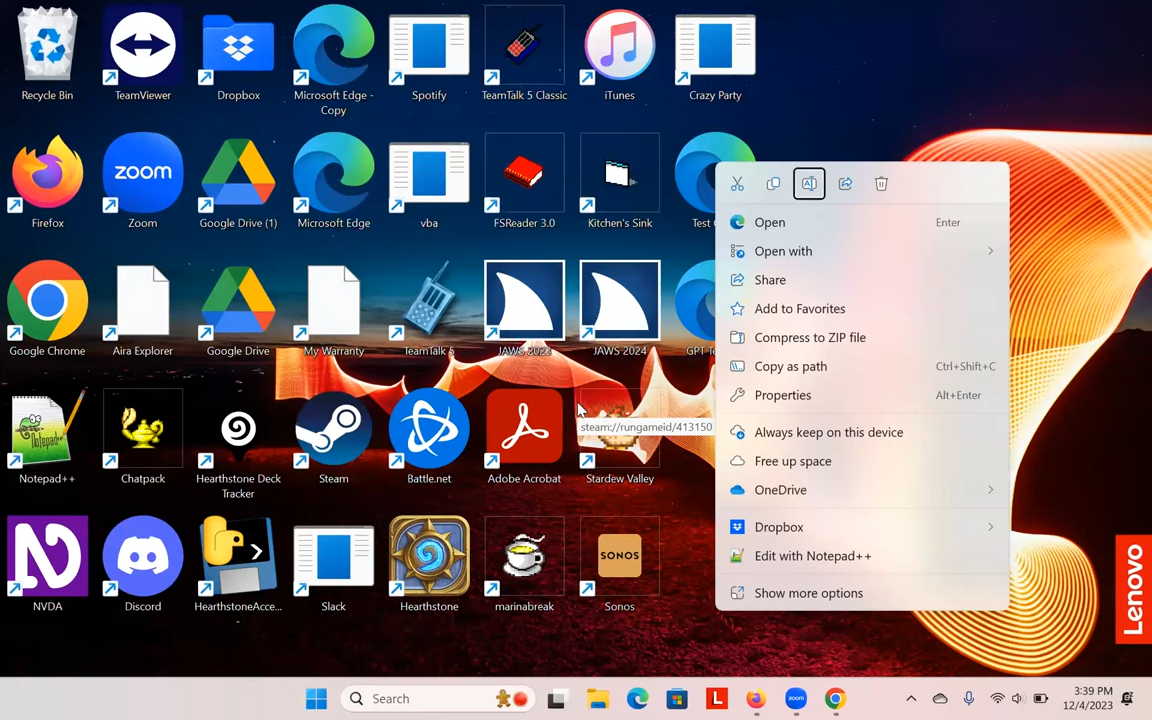 Recycle Bin
TeamViewer
Dropbox
Microsoft Edge -
Copy
Spotify
TeamTalk 5 Classic
iTunes
Crazy Party
Firefox
zoom
Zoom
Google Drive (1)
Microsoft Edge
vba
FSReader 3.0
Kitchen's Sink
Test
Google Chrome
Aira Explorer
Google Drive
My Warranty
TeamTalk 5
JAWS 2023
JAWS 2024
GPT
Notepad++
Notepad++
Chatpack
Hearthstone Deck
Tracker
Steam
Battle.net
Adobe Acrobat
Stardew Valley
steam://rungameid/413150
NVDA
Discord
HearthstoneAcce...
Slack
Hearthstone
marinabreak
SONOS
Sonos
Open
Enter
Open with
Share
Add to Favorites
Compress to ZIP file
Copy as path
Ctrl+Shift+C
Properties
Alt+Enter
Always keep on this device
Free up space
OneDrive
Dropbox
Edit with Notepad++
Show more options
Lenovo
Search
L
zoom
3:39 PM
12/4/2023